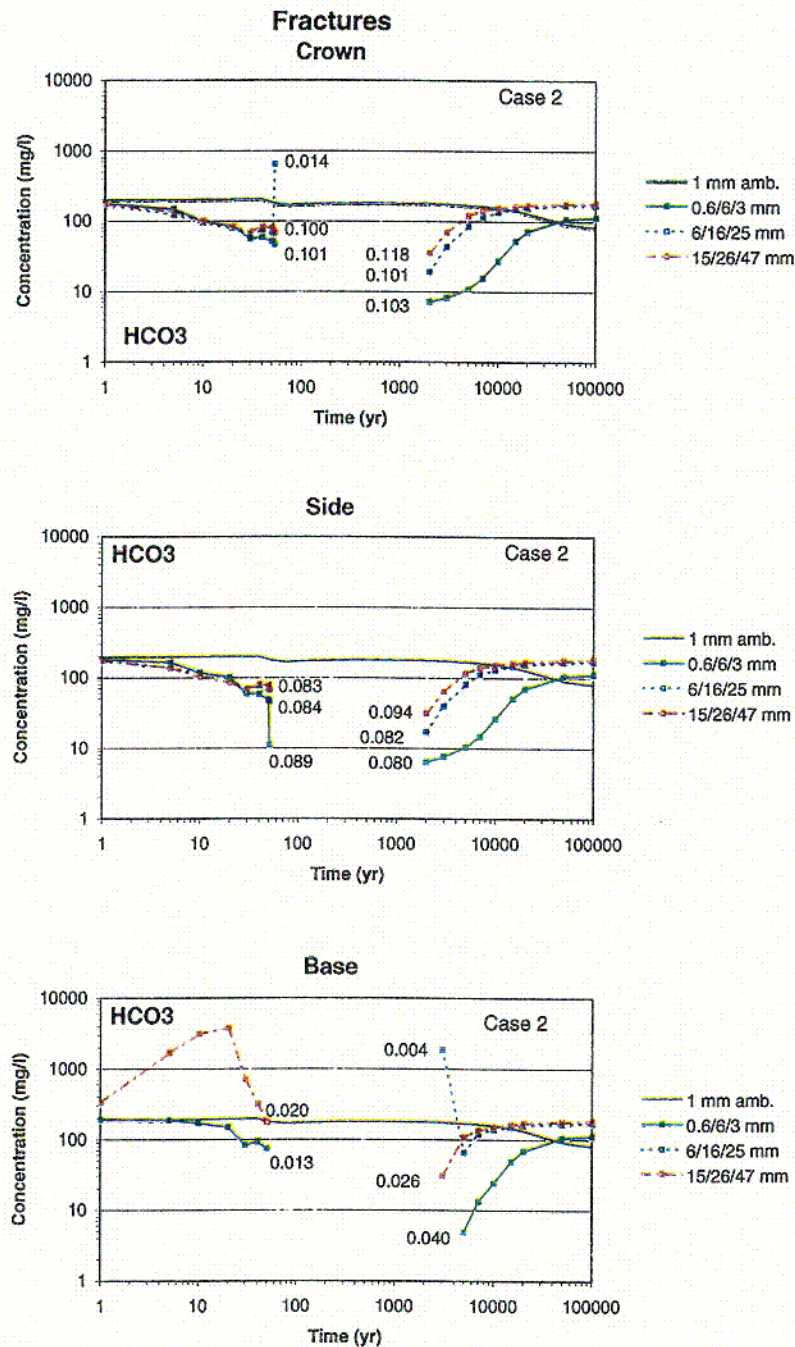 Fractures
Crown
10000
1000
100
10
1
Concentration (mg/l)
Case 2
0.014
0.100
0.101
0.118
0.101
0.103
HCO3
1 10 100 1000 10000 100000
Time (yr)
1 mm amb.
0.6/6/3 mm
6/16/25 mm
15/26/47 mm
Side
10000
1000
100
10
1
Concentration (mg/l)
HCO3
Case 2
0.083
0.084
0.089
0.094
0.082
0.080
1 10 100 1000 10000 100000
Time (yr)
1 mm amb.
0.6/6/3 mm
6/16/25 mm
15/26/47 mm
Base
10000
1000
100
10
1
Concentration (mg/l)
HCO3
Case 2
0.004
0.020
0.013
0.026
0.040
1 10 100 1000 10000 100000
Time (yr)
1 mm amb.
0.6/6/3 mm
6/16/25 mm
15/26/47 mm